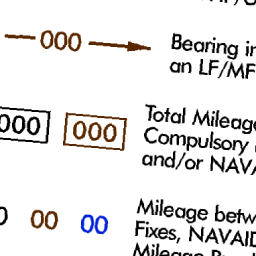 000
Bearing in
an LF/MF
000 000
Total Mileage
Compulsory
and/or NAVA
0 00 00
Mileage betw
Fixes, NAVAID
Mileage